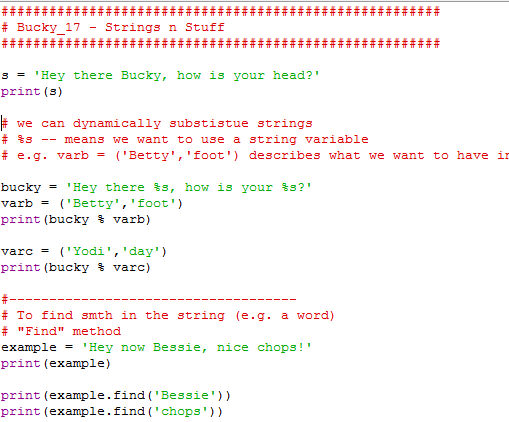 #######################################################
# Bucky_17 - Strings n Stuff
#######################################################
s = 'Hey there Bucky, how is your head?'
print(s)
# we can dynamically substistue strings
# %s -- means we want to use a string variable
# e.g. varb = ('Betty','foot') describes what we want to have in
bucky = 'Hey there %s, how is your %s?'
varb = ('Betty','foot')
print(bucky % varb)
varc = ('Yodi','day')
print(bucky % varc)
#------------------------------------
# To find smth in the string (e.g. a word)
# "Find" method
example = 'Hey now Bessie, nice chops!'
print(example)
print(example.find('Bessie'))
print(example.find('chops'))